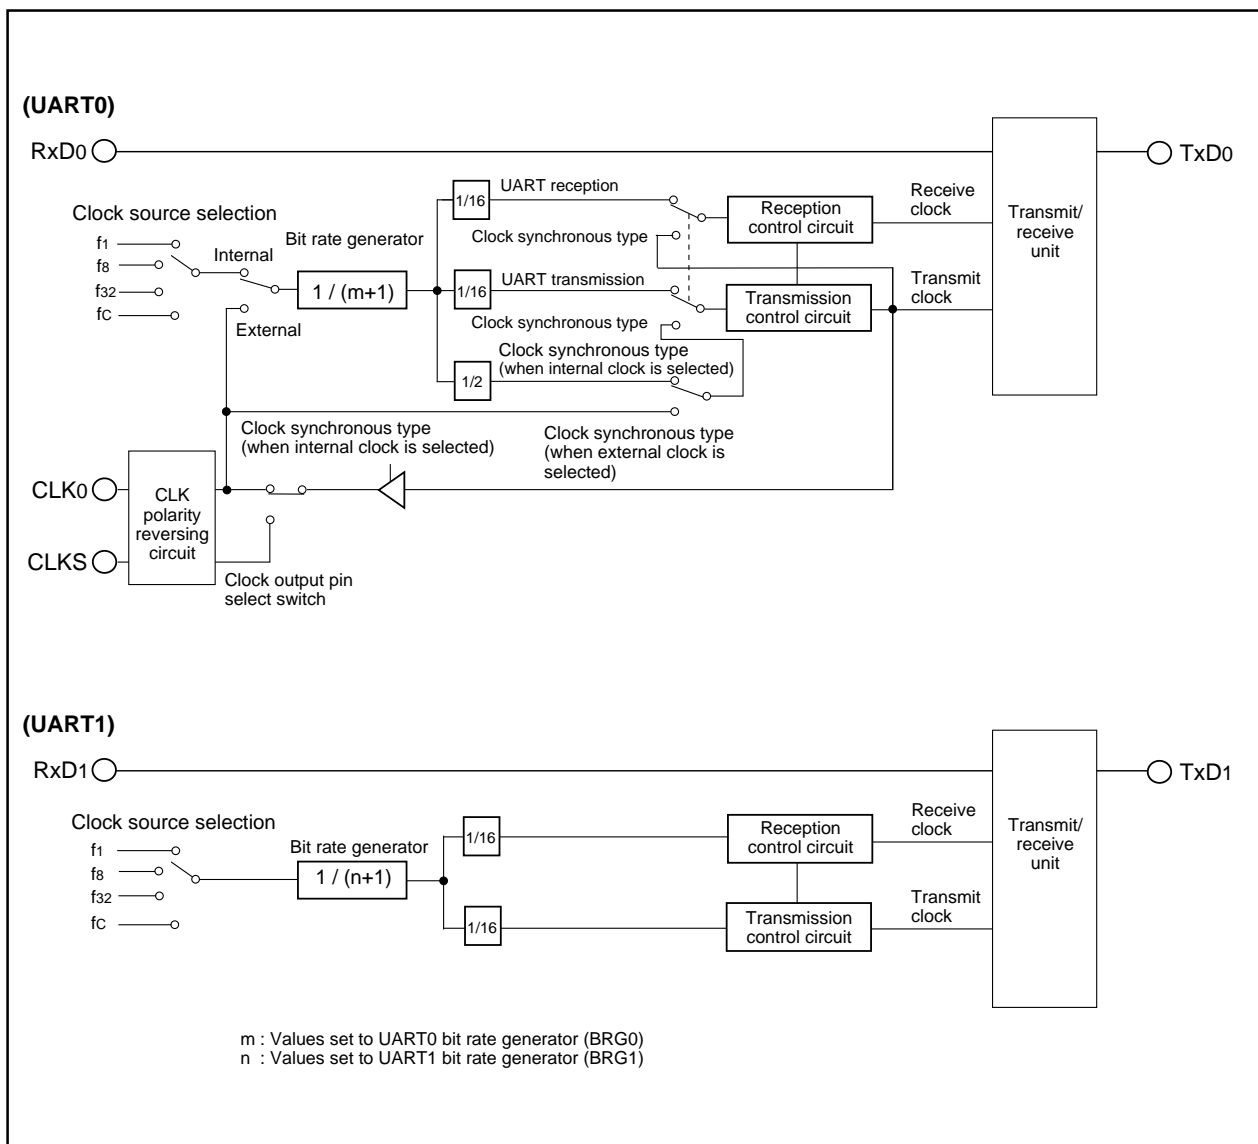 (UART0)
RxD0
TxD0
Clock source selection
f1
f8
f32
fC
Internal
External
Bit rate generator
1 / (m+1)
1/16
UART reception
Clock synchronous type
1/16
UART transmission
Clock synchronous type
Clock synchronous type
(when internal clock is selected)
1/2
Reception
control circuit
Transmission
control circuit
Receive
clock
Transmit
clock
Transmit/
receive
unit
Clock synchronous type
(when internal clock is selected)
Clock synchronous type
(when external clock is
selected)
CLK0
CLKS
CLK
polarity
reversing
circuit
Clock output pin
select switch
(UART1)
RxD1
TxD1
Clock source selection
f1
f8
f32
fC
Bit rate generator
1 / (n+1)
1/16
1/16
Reception
control circuit
Transmission
control circuit
Receive
clock
Transmit
clock
Transmit/
receive
unit
m : Values set to UART0 bit rate generator (BRG0)
n : Values set to UART1 bit rate generator (BRG1)